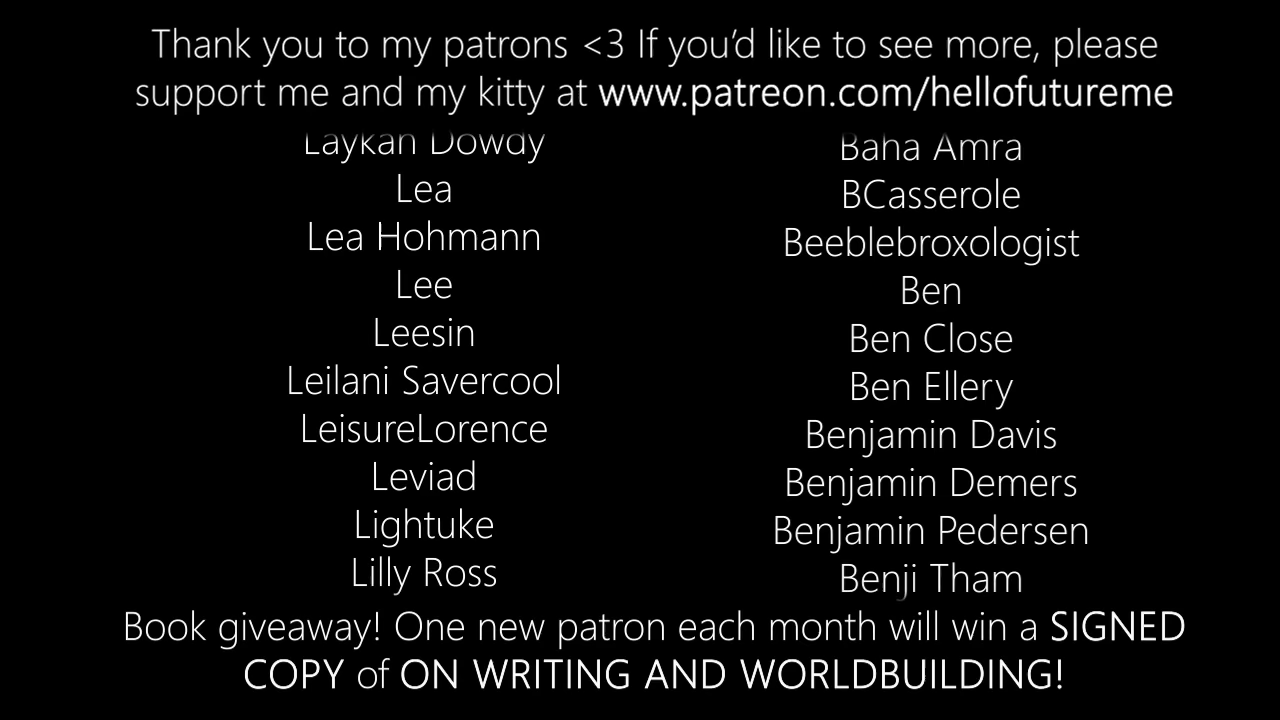 Thank you to my patrons <3 If you’d like to see more, please
support me and my kitty at www.patreon.com/hellofutureme
Laykan Dowdy
Lea
Lea Hohmann
Lee
Leesin
Leilani Savercool
LeisureLorence
Leviad
Lightuke
Lilly Ross
Baha Amra
BCasserole
Beeblebroxologist
Ben
Ben Close
Ben Ellery
Benjamin Davis
Benjamin Demers
Benjamin Pedersen
Benji Tham
Book giveaway! One new patron each month will win a SIGNED
COPY of ON WRITING AND WORLDBUILDING!